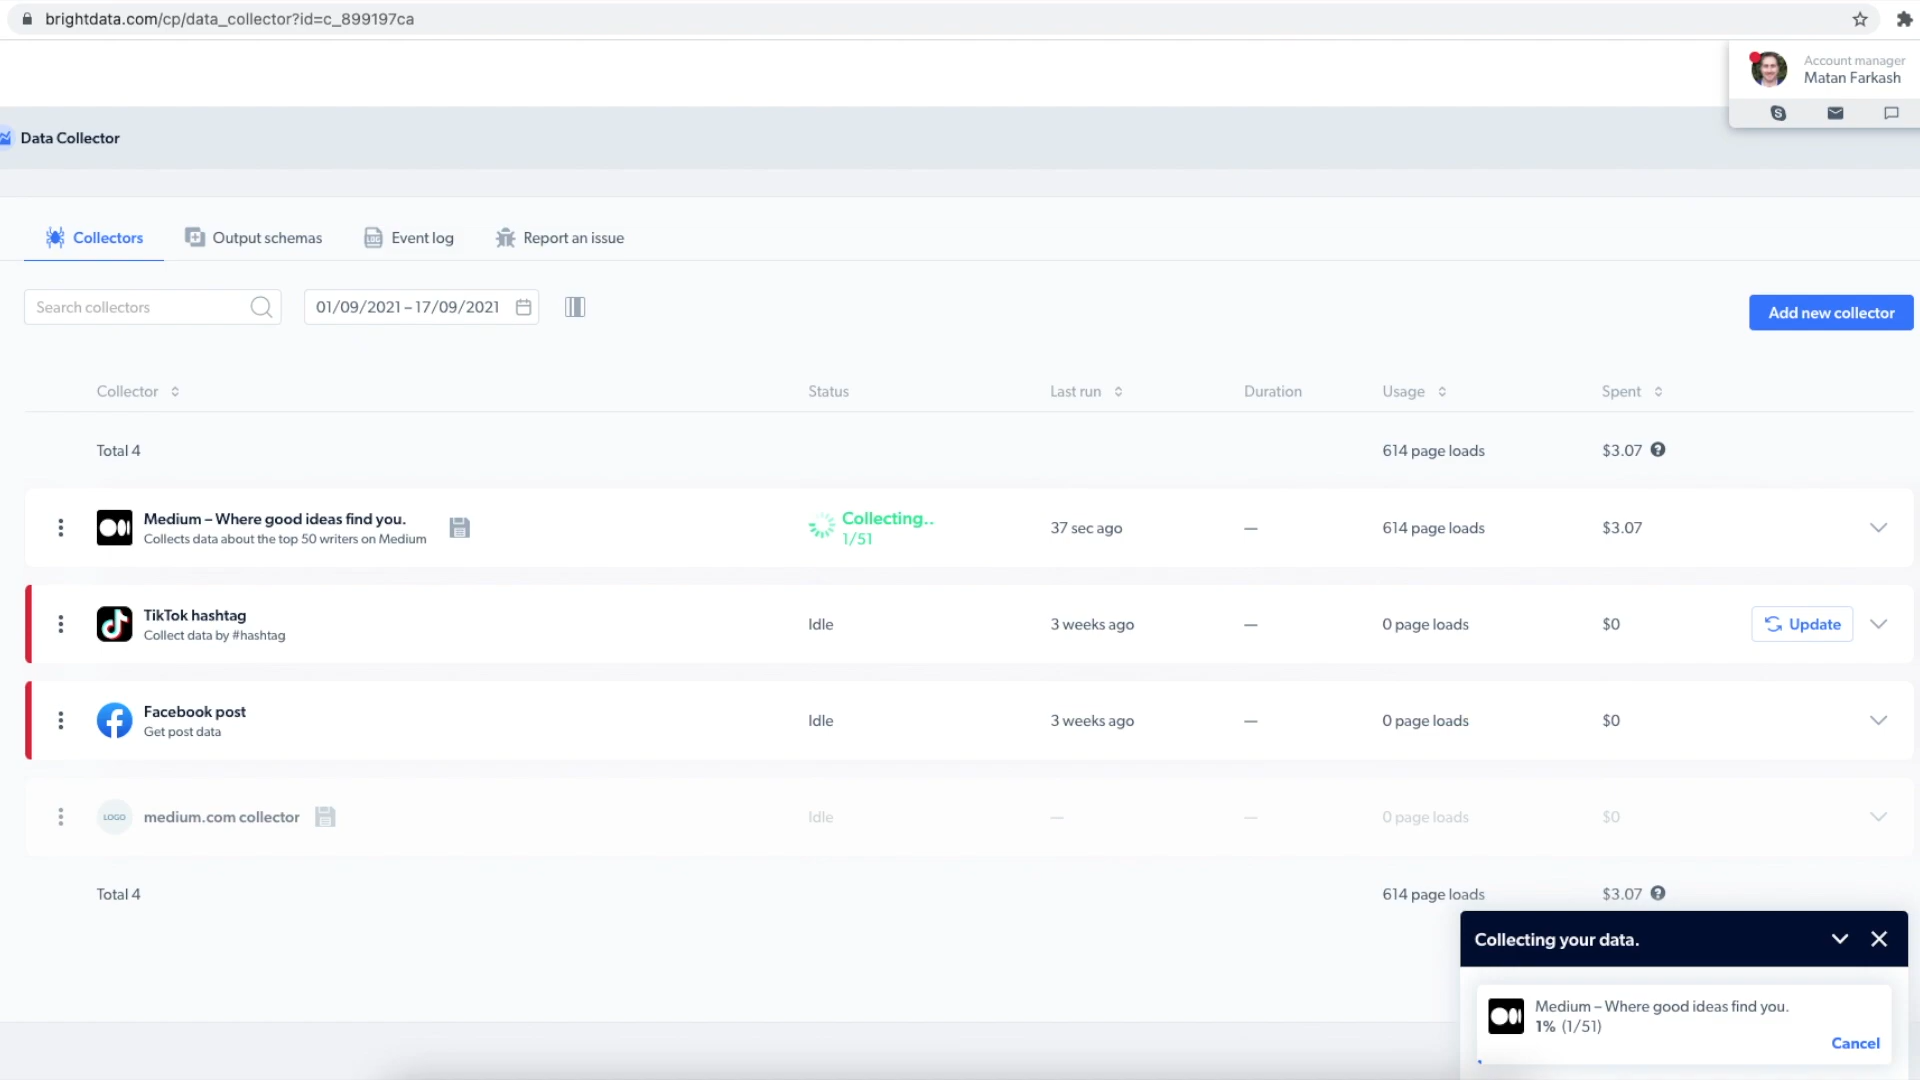 brightdata.com/cp/data_collector?id=c_899197ca
Account manager
Matan Farkash
Data Collector
Collectors
Output schemas
LOG
Event log
Report an issue
Search collectors
01/09/2021 – 17/09/2021
Add new collector
Collector
Status
Last run
Duration
Usage
Spent
Total 4
614 page loads
$3.07
Medium – Where good ideas find you.
Collects data about the top 50 writers on Medium
Collecting..
1/51
37 sec ago
—
614 page loads
$3.07
TikTok hashtag
Collect data by #hashtag
Idle
3 weeks ago
—
0 page loads
$0
Update
Facebook post
Get post data
Idle
3 weeks ago
—
0 page loads
$0
LOGO
medium.com collector
Idle
—
—
0 page loads
$0
Total 4
614 page loads
$3.07
Collecting your data.
Medium – Where good ideas find you.
1% (1/51)
Cancel